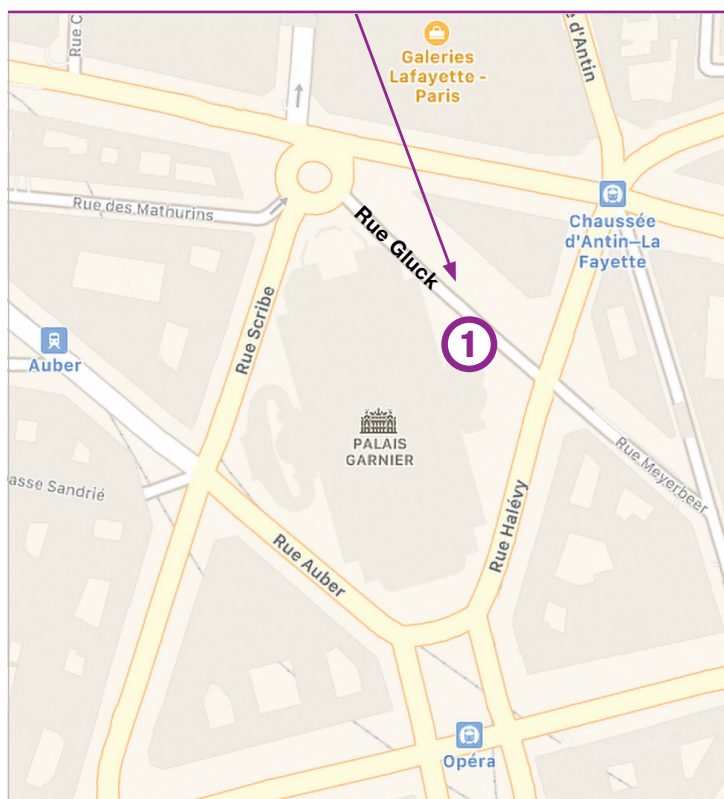 Rue C
Galeries
Lafayette -
Paris
d'Antin
Rue des Mathurins
Rue Gluck
Chaussée
d'Antin–La
Fayette
Rue Scribe
1
Auber
PALAIS
GARNIER
Rue Meyerbeer
asse Sandrié
Rue Halévy
Rue Auber
Opéra